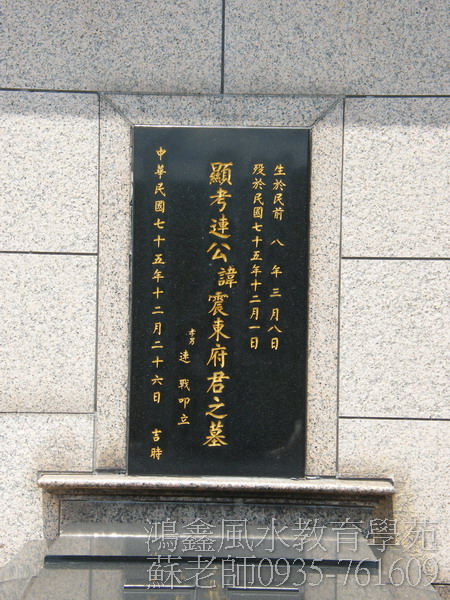 生於民前八年三月八日
歿於民國七十五年十二月一日
顯考連公諱震東府君之墓
孝男連戰叩立
中華民國七十五年十二月二十六日吉時
鴻鑫風水教育學苑
蘇老師0935-761609